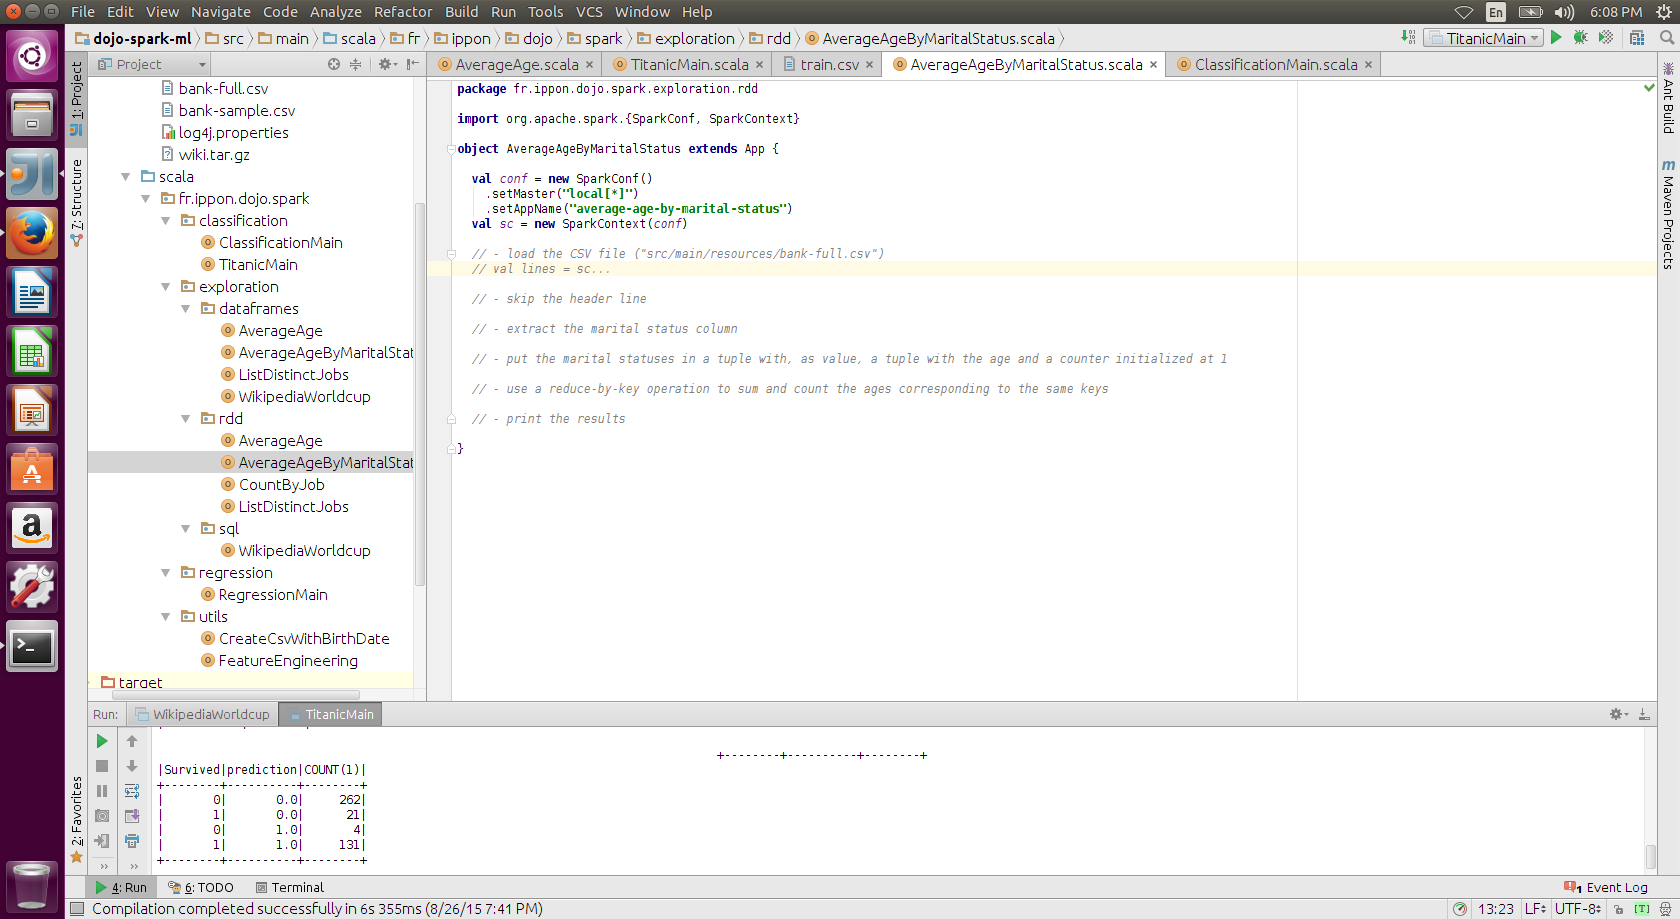 File Edit View Navigate Code Analyze Refactor Build Run Tools VCS Window Help
En 6:08 PM
dojo-spark-ml src main scala fr ippon dojo spark exploration rdd AverageAgeByMaritalStatus.scala
TitanicMain
Project
AverageAge.scala TitanicMain.scala train.csv AverageAgeByMaritalStatus.scala ClassificationMain.scala
1: Project
Z: Structure
2: Favorites
bank-full.csv
bank-sample.csv
log4j.properties
wiki.tar.gz
scala
fr.ippon.dojo.spark
classification
ClassificationMain
TitanicMain
exploration
dataframes
AverageAge
AverageAgeByMaritalStat
ListDistinctJobs
WikipediaWorldcup
rdd
AverageAge
AverageAgeByMaritalStat
CountByJob
ListDistinctJobs
sql
WikipediaWorldcup
regression
RegressionMain
utils
CreateCsvWithBirthDate
FeatureEngineering
target
package fr.ippon.dojo.spark.exploration.rdd
import org.apache.spark.{SparkConf, SparkContext}
object AverageAgeByMaritalStatus extends App {
val conf = new SparkConf()
.setMaster("local[*]")
.setAppName("average-age-by-marital-status")
val sc = new SparkContext(conf)
// - load the CSV file ("src/main/resources/bank-full.csv")
// val lines = sc...
// - skip the header line
// - extract the marital status column
// - put the marital statuses in a tuple with, as value, a tuple with the age and a counter initialized at 1
// - use a reduce-by-key operation to sum and count the ages corresponding to the same keys
// - print the results
}
Ant Build
m Maven Projects
Run: WikipediaWorldcup TitanicMain
+--------+----------+--------+
|Survived|prediction|COUNT(1)|
+--------+----------+--------+
| 0| 0.0| 262|
| 1| 0.0| 21|
| 0| 1.0| 4|
| 1| 1.0| 131|
+--------+----------+--------+
4: Run 6: TODO Terminal 1 Event Log
Compilation completed successfully in 6s 355ms (8/26/15 7:41 PM) 13:23 LF UTF-8 [T]